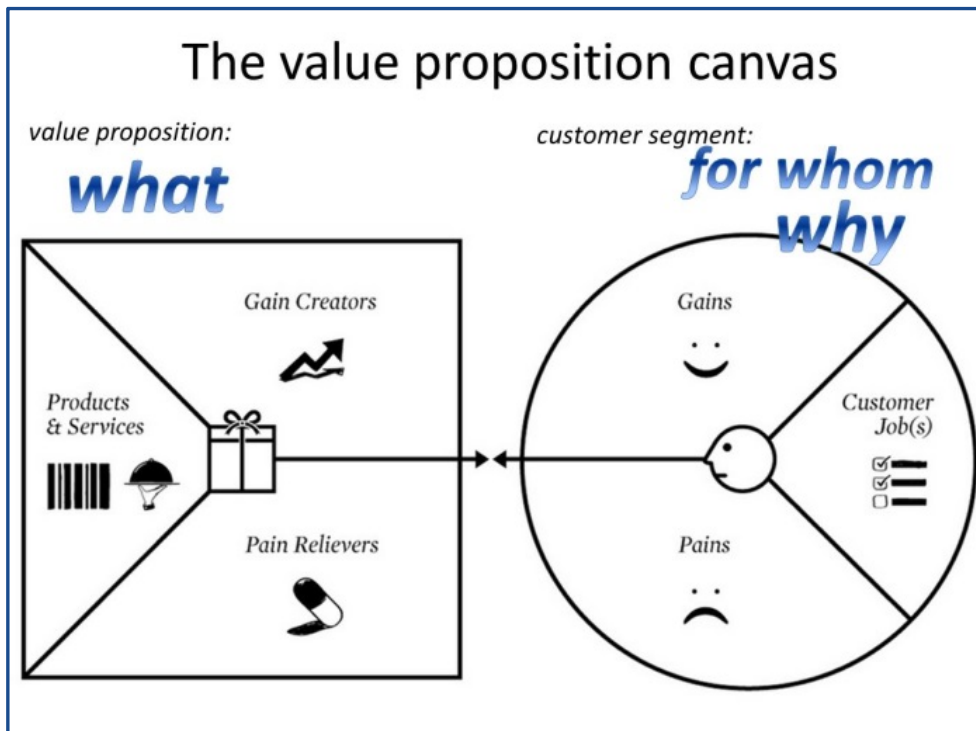 The value proposition canvas
value proposition:
what
customer segment:
for whom
why
Gain Creators
Products
& Services
Pain Relievers
Gains
Customer
Job(s)
Pains